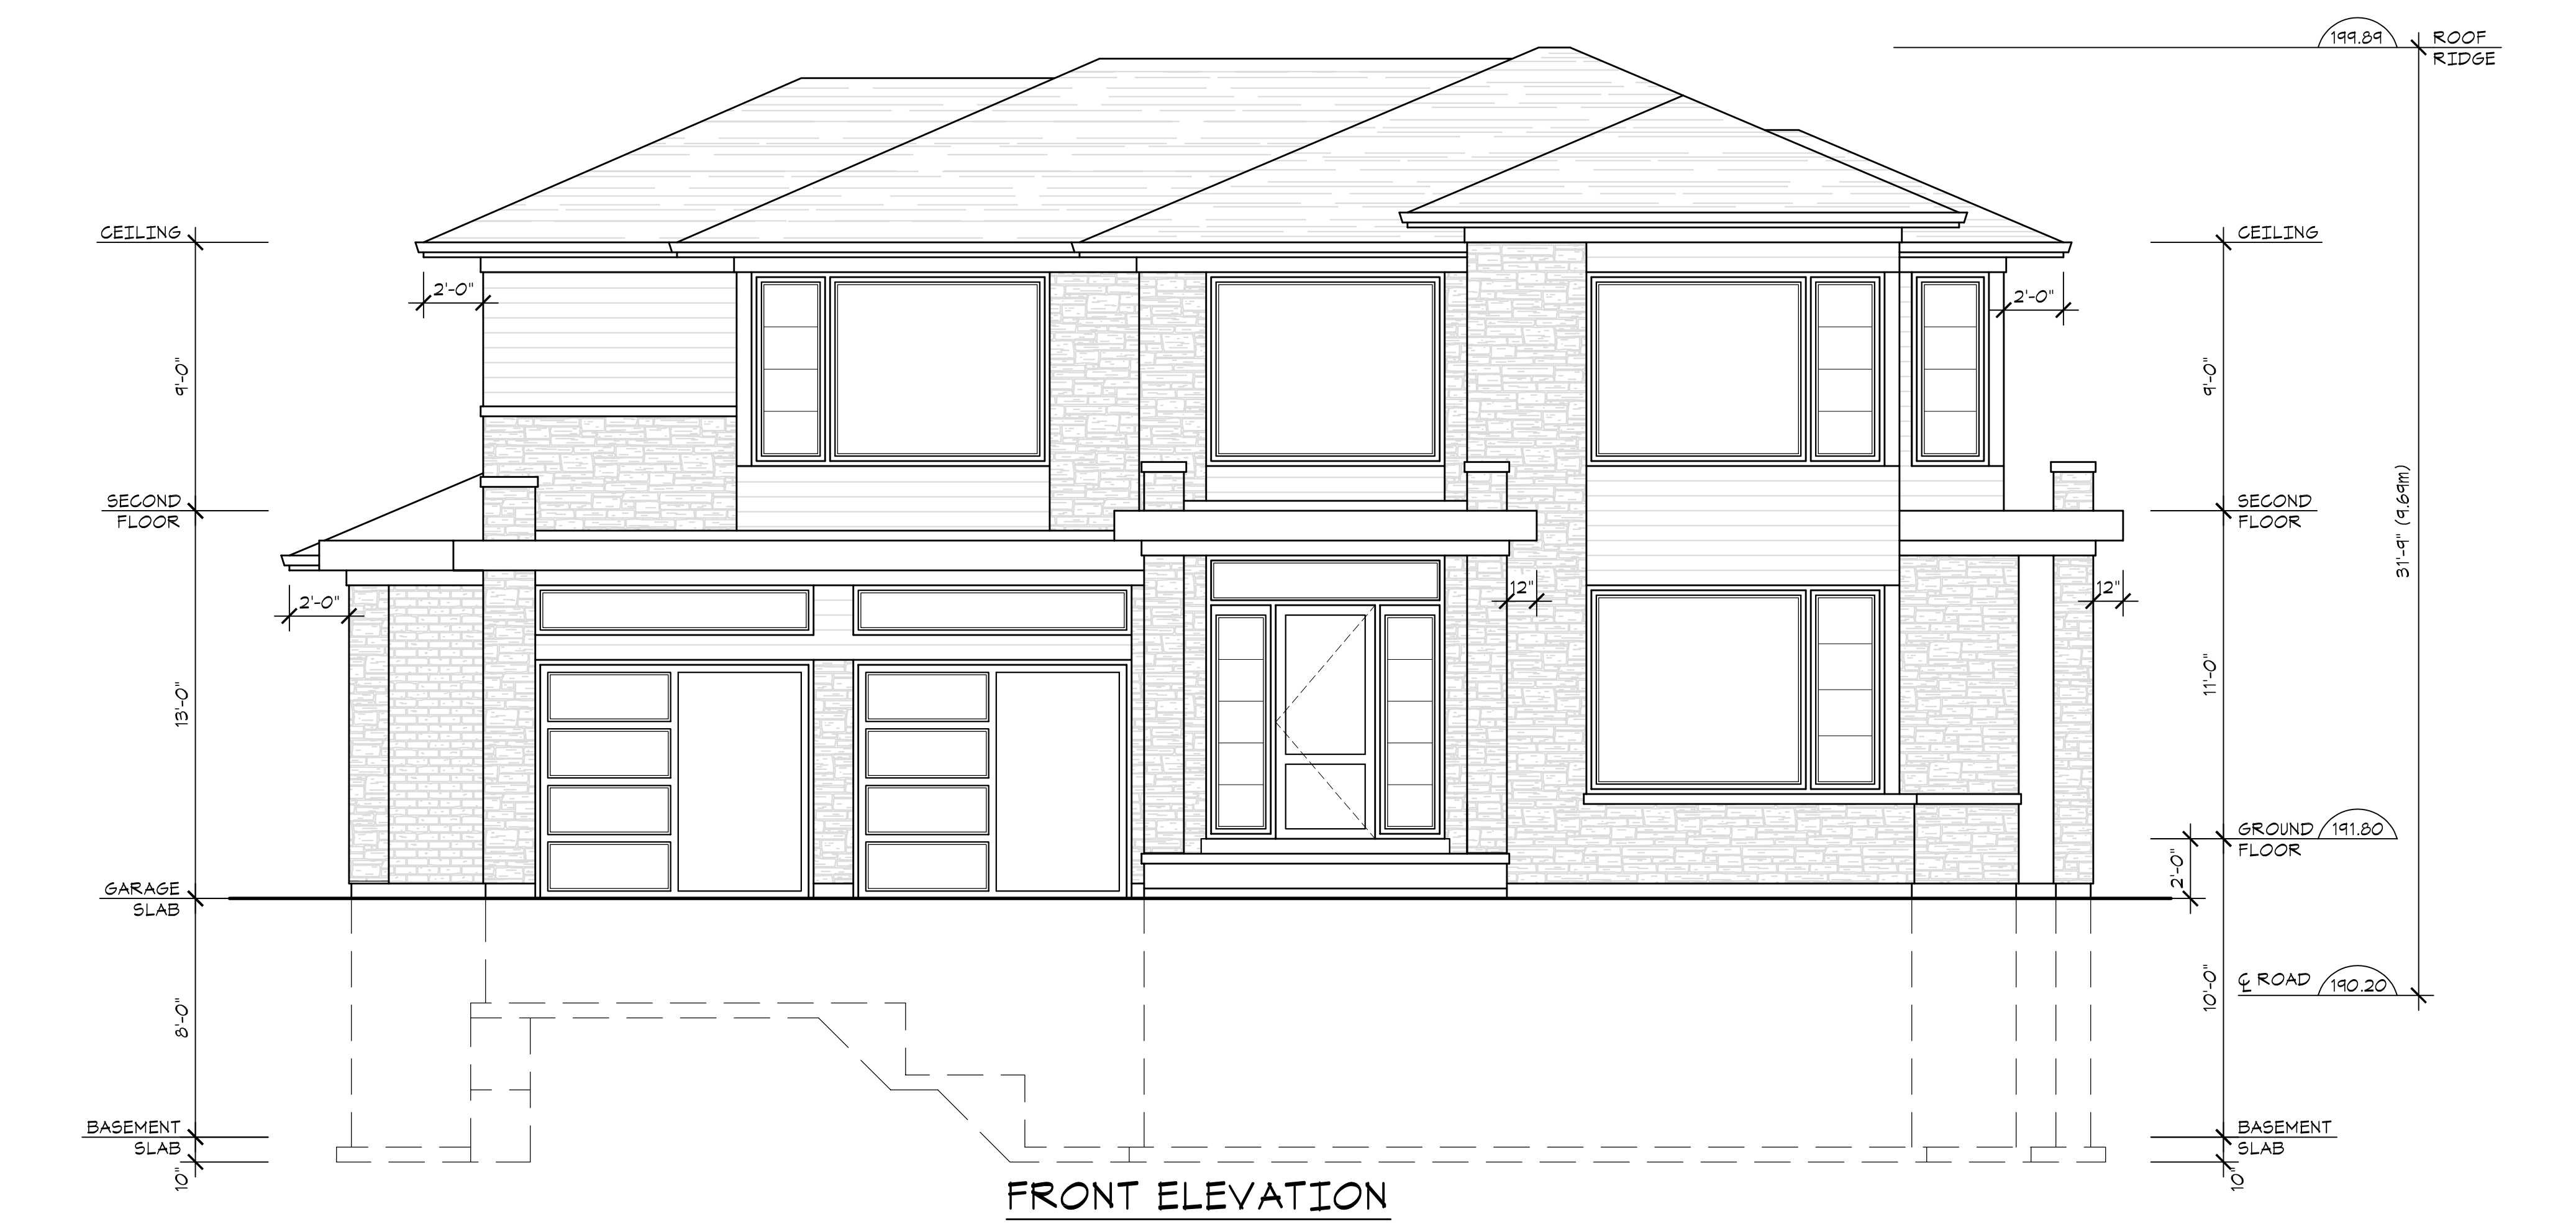 199.89
ROOF
RIDGE
CEILING
CEILING
2'-0"
2'-0"
9'-0"
9'-0"
SECOND
FLOOR
SECOND
FLOOR
31'-9" (9.69m)
2'-0"
12"
12"
13'-0"
11'-0"
GROUND
FLOOR
191.80
2'-0"
GARAGE
SLAB
℄ ROAD
190.20
8'-0"
10'-0"
BASEMENT
SLAB
BASEMENT
SLAB
10"
10"
FRONT ELEVATION